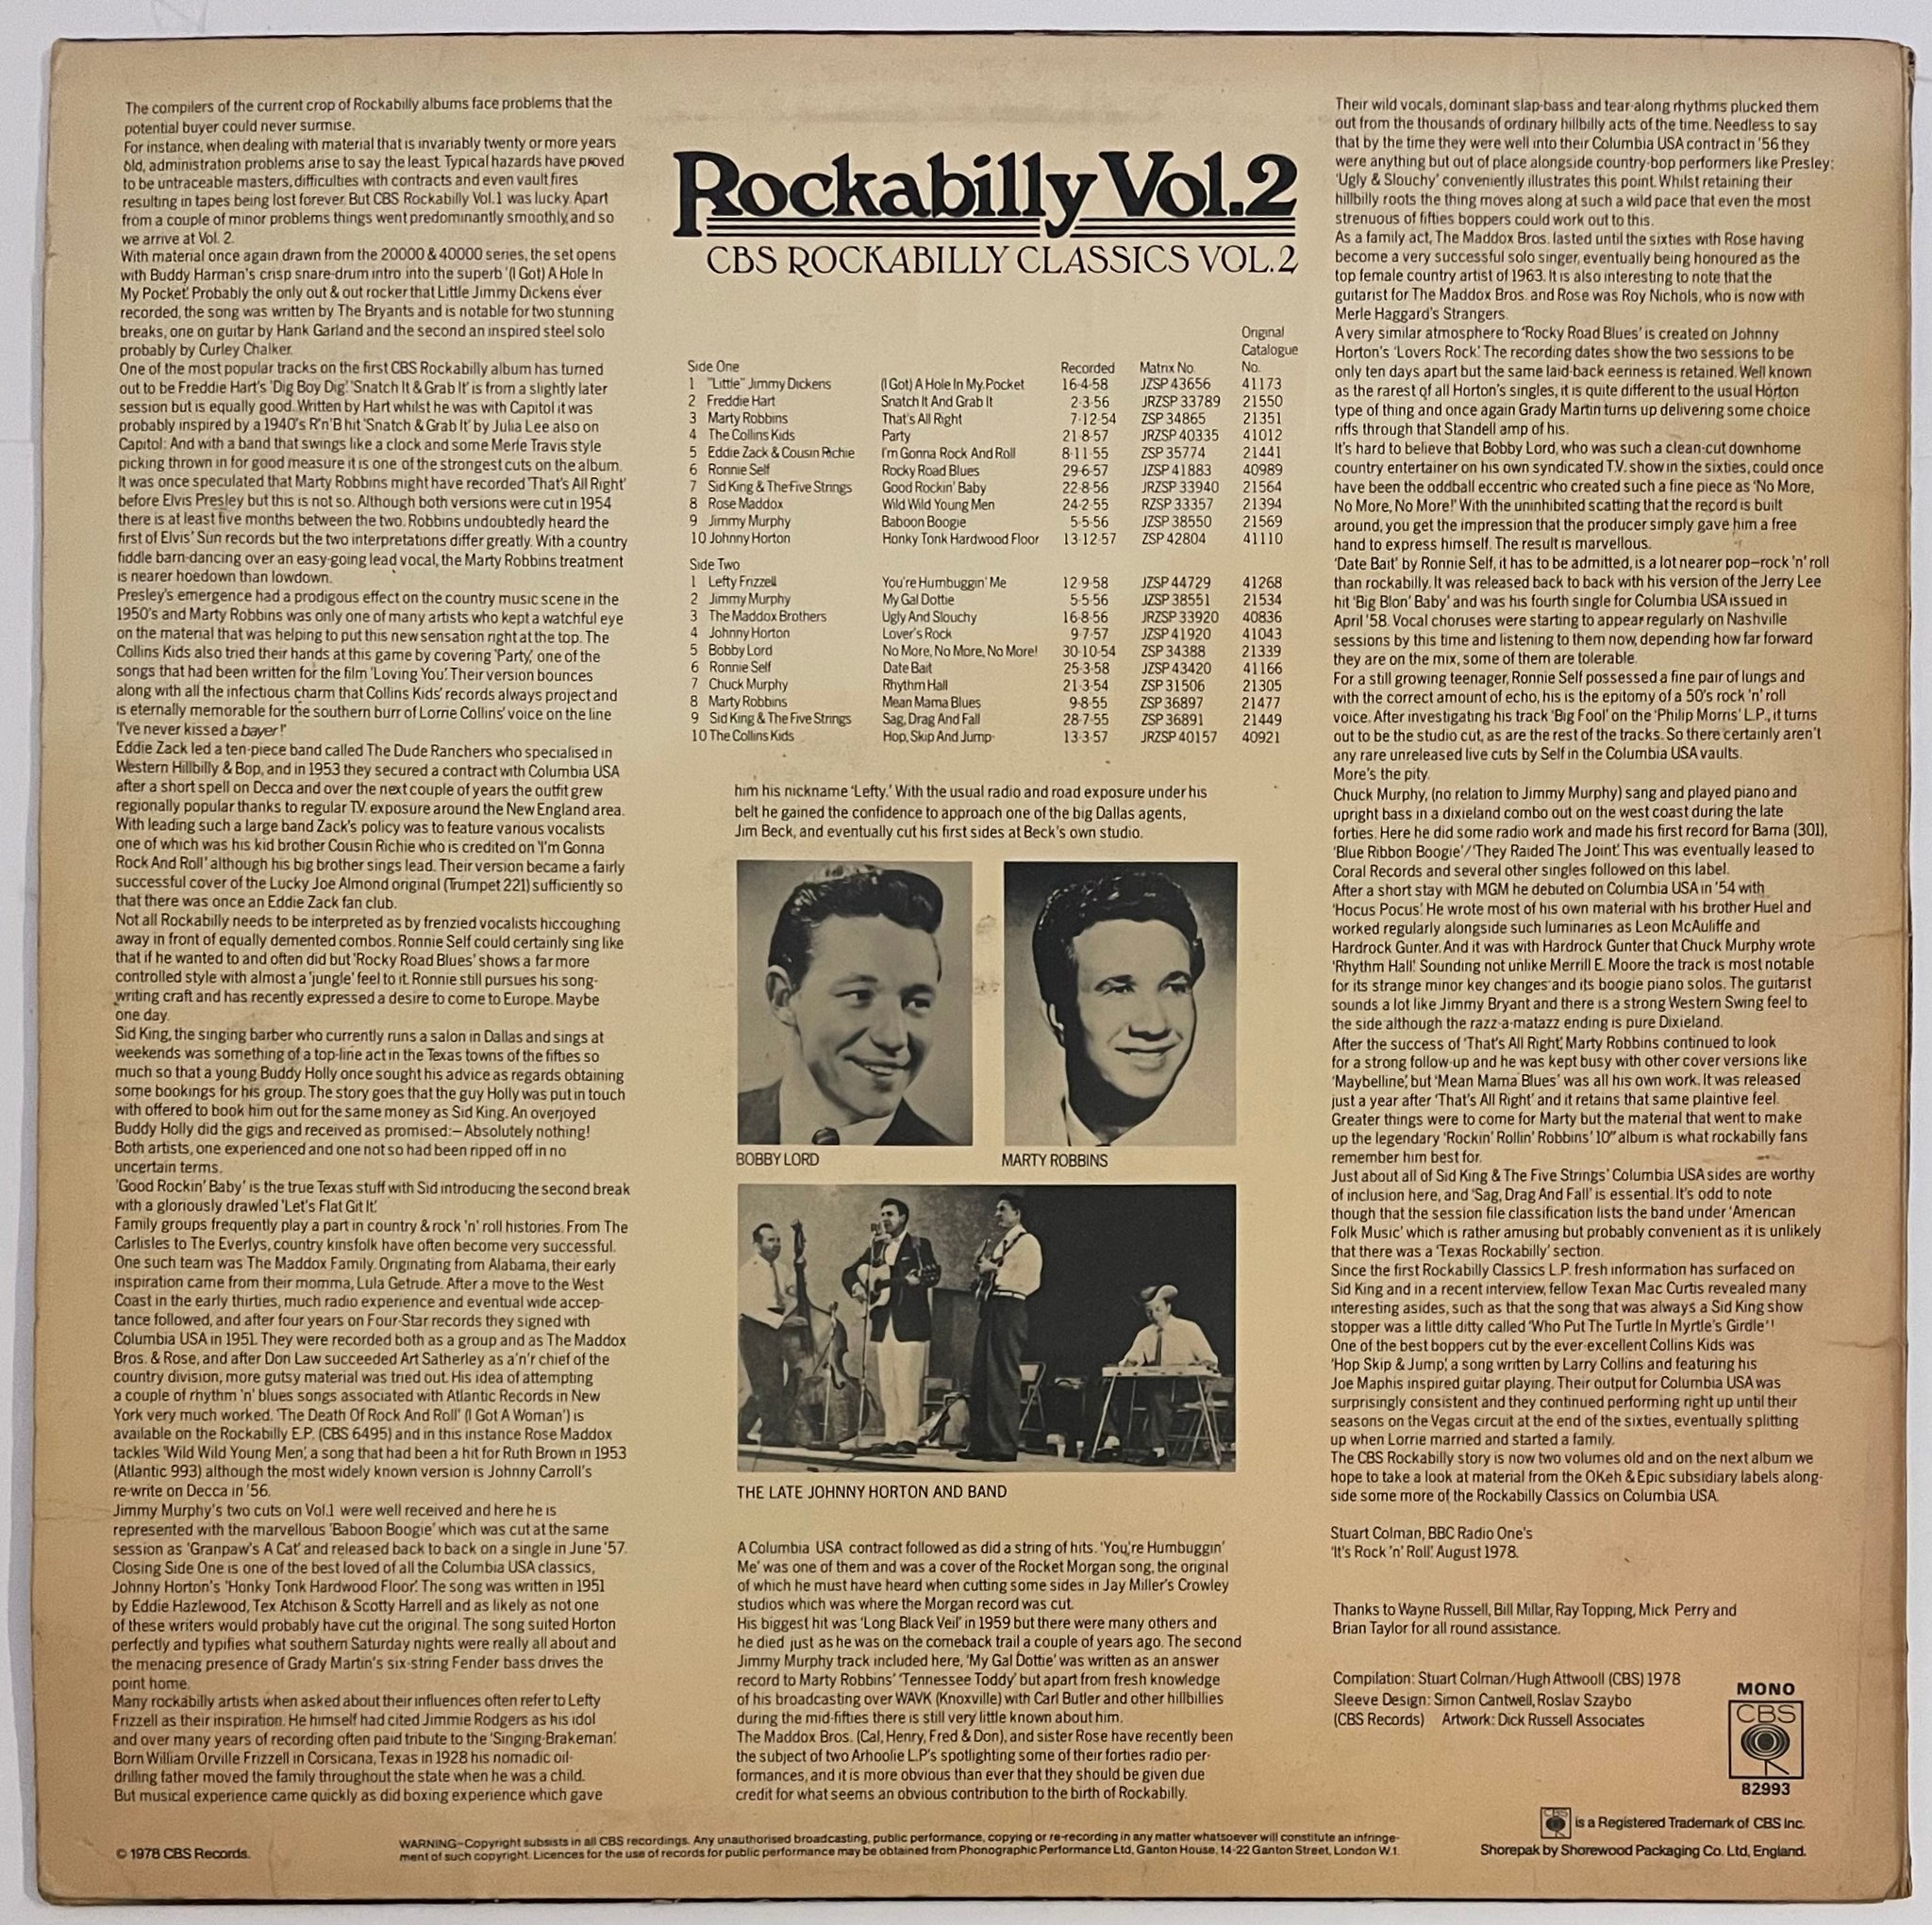 The compilers of the current crop of Rockabilly albums face problems that the
potential buyer could never surmise.
For instance, when dealing with material that is invariably twenty or more years
old, administration problems arise to say the least. Typical hazards have proved
to be untraceable masters, difficulties with contracts and even vault fires
resulting in tapes being lost forever. But CBS Rockabilly Vol.1 was lucky. Apart
from a couple of minor problems things went predominantly smoothly, and so
we arrive at Vol. 2.
With material once again drawn from the 20000 & 40000 series, the set opens
with Buddy Harman's crisp snare-drum intro into the superb '(I Got) A Hole In
My Pocket'. Probably the only out & out rocker that Little Jimmy Dickens ever
recorded, the song was written by The Bryants and is notable for two stunning
breaks, one on guitar by Hank Garland and the second an inspired steel solo
probably by Curley Chalker.
One of the most popular tracks on the first CBS Rockabilly album has turned
out to be Freddie Hart's 'Dig Boy Dig'. 'Snatch It & Grab It' is from a slightly later
session but is equally good. Written by Hart whilst he was with Capitol it was
probably inspired by a 1940's R'n'B hit 'Snatch & Grab It' by Julia Lee also on
Capitol: And with a band that swings like a clock and some Merle Travis style
picking thrown in for good measure it is one of the strongest cuts on the album.
It was once speculated that Marty Robbins might have recorded 'That's All Right'
before Elvis Presley but this is not so. Although both versions were cut in 1954
there is at least five months between the two. Robbins undoubtedly heard the
first of Elvis' Sun records but the two interpretations differ greatly. With a country
fiddle barn-dancing over an easy-going lead vocal, the Marty Robbins treatment
is nearer hoedown than lowdown.
Presley's emergence had a prodigous effect on the country music scene in the
1950's and Marty Robbins was only one of many artists who kept a watchful eye
on the material that was helping to put this new sensation right at the top. The
Collins Kids also tried their hands at this game by covering 'Party', one of the
songs that had been written for the film 'Loving You'. Their version bounces
along with all the infectious charm that Collins Kids' records always project and
is eternally memorable for the southern burr of Lorrie Collins' voice on the line
'I've never kissed a bayer!'
Eddie Zack led a ten-piece band called The Dude Ranchers who specialised in
Western Hillbilly & Bop, and in 1953 they secured a contract with Columbia USA
after a short spell on Decca and over the next couple of years the outfit grew
regionally popular thanks to regular T.V. exposure around the New England area.
With leading such a large band Zack's policy was to feature various vocalists
one of which was his kid brother Cousin Richie who is credited on 'I'm Gonna
Rock And Roll' although his big brother sings lead. Their version became a fairly
successful cover of the Lucky Joe Almond original (Trumpet 221) sufficiently so
that there was once an Eddie Zack fan club.
Not all Rockabilly needs to be interpreted as by frenzied vocalists hiccoughing
away in front of equally demented combos. Ronnie Self could certainly sing like
that if he wanted to and often did but 'Rocky Road Blues' shows a far more
controlled style with almost a 'jungle' feel to it. Ronnie still pursues his song-
writing craft and has recently expressed a desire to come to Europe. Maybe
one day.
Sid King, the singing barber who currently runs a salon in Dallas and sings at
weekends was something of a top-line act in the Texas towns of the fifties so
much so that a young Buddy Holly once sought his advice as regards obtaining
some bookings for his group. The story goes that the guy Holly was put in touch
with offered to book him out for the same money as Sid King. An overjoyed
Buddy Holly did the gigs and received as promised:– Absolutely nothing!
Both artists, one experienced and one not so had been ripped off in no
uncertain terms.
'Good Rockin' Baby' is the true Texas stuff with Sid introducing the second break
with a gloriously drawled 'Let's Flat Git It'.
Family groups frequently play a part in country & rock 'n' roll histories. From The
Carlisles to The Everlys, country kinsfolk have often become very successful.
One such team was The Maddox Family. Originating from Alabama, their early
inspiration came from their momma, Lula Getrude. After a move to the West
Coast in the early thirties, much radio experience and eventual wide accep-
tance followed, and after four years on Four-Star records they signed with
Columbia USA in 1951. They were recorded both as a group and as The Maddox
Bros. & Rose, and after Don Law succeeded Art Satherley as a'n'r chief of the
country division, more gutsy material was tried out. His idea of attempting
a couple of rhythm 'n' blues songs associated with Atlantic Records in New
York very much worked. 'The Death Of Rock And Roll' (I Got A Woman') is
available on the Rockabilly E.P. (CBS 6495) and in this instance Rose Maddox
tackles 'Wild Wild Young Men', a song that had been a hit for Ruth Brown in 1953
(Atlantic 993) although the most widely known version is Johnny Carroll's
re-write on Decca in '56.
Jimmy Murphy's two cuts on Vol.1 were well received and here he is
represented with the marvellous 'Baboon Boogie' which was cut at the same
session as 'Granpaw's A Cat' and released back to back on a single in June '57.
Closing Side One is one of the best loved of all the Columbia USA classics,
Johnny Horton's 'Honky Tonk Hardwood Floor'. The song was written in 1951
by Eddie Hazlewood, Tex Atchison & Scotty Harrell and as likely as not one
of these writers would probably have cut the original. The song suited Horton
perfectly and typifies what southern Saturday nights were really all about and
the menacing presence of Grady Martin's six-string Fender bass drives the
point home.
Many rockabilly artists when asked about their influences often refer to Lefty
Frizzell as their inspiration. He himself had cited Jimmie Rodgers as his idol
and over many years of recording often paid tribute to the 'Singing Brakeman'.
Born William Orville Frizzell in Corsicana, Texas in 1928 his nomadic oil-
drilling father moved the family throughout the state when he was a child.
But musical experience came quickly as did boxing experience which gave
Rockabilly Vol.2
CBS ROCKABILLY CLASSICS VOL.2
Side One Recorded Matrix No. Original Catalogue No.
1 "Little" Jimmy Dickens (I Got) A Hole In My Pocket 16·4·58 JZSP 43656 41173
2 Freddie Hart Snatch It And Grab It 2·3·56 JRZSP 33789 21550
3 Marty Robbins That's All Right 7·12·54 ZSP 34865 21351
4 The Collins Kids Party 21·8·57 JRZSP 40335 41012
5 Eddie Zack & Cousin Richie I'm Gonna Rock And Roll 8·11·55 ZSP 35774 21441
6 Ronnie Self Rocky Road Blues 29·6·57 JZSP 41883 40989
7 Sid King & The Five Strings Good Rockin' Baby 22·8·56 JRZSP 33940 21564
8 Rose Maddox Wild Wild Young Men 24·2·55 RZSP 33357 21394
9 Jimmy Murphy Baboon Boogie 5·5·56 JZSP 38550 21569
10 Johnny Horton Honky Tonk Hardwood Floor 13·12·57 ZSP 42804 41110
Side Two
1 Lefty Frizzell You're Humbuggin' Me 12·9·58 JZSP 44729 41268
2 Jimmy Murphy My Gal Dottie 5·5·56 JZSP 38551 21534
3 The Maddox Brothers Ugly And Slouchy 16·8·56 JRZSP 33920 40836
4 Johnny Horton Lover's Rock 9·7·57 JZSP 41920 41043
5 Bobby Lord No More, No More, No More! 30·10·54 ZSP 34388 21339
6 Ronnie Self Date Bait 25·3·58 JZSP 43420 41166
7 Chuck Murphy Rhythm Hall 21·3·54 ZSP 31506 21305
8 Marty Robbins Mean Mama Blues 9·8·55 ZSP 36897 21477
9 Sid King & The Five Strings Sag, Drag And Fall 28·7·55 ZSP 36891 21449
10 The Collins Kids Hop, Skip And Jump 13·3·57 JRZSP 40157 40921
him his nickname 'Lefty.' With the usual radio and road exposure under his
belt he gained the confidence to approach one of the big Dallas agents,
Jim Beck, and eventually cut his first sides at Beck's own studio.
BOBBY LORD
MARTY ROBBINS
THE LATE JOHNNY HORTON AND BAND
A Columbia USA contract followed as did a string of hits. 'You're Humbuggin'
Me' was one of them and was a cover of the Rocket Morgan song, the original
of which he must have heard when cutting some sides in Jay Miller's Crowley
studios which was where the Morgan record was cut.
His biggest hit was 'Long Black Veil' in 1959 but there were many others and
he died just as he was on the comeback trail a couple of years ago. The second
Jimmy Murphy track included here, 'My Gal Dottie' was written as an answer
record to Marty Robbins' 'Tennessee Toddy' but apart from fresh knowledge
of his broadcasting over WAVK (Knoxville) with Carl Butler and other hillbillies
during the mid-fifties there is still very little known about him.
The Maddox Bros. (Cal, Henry, Fred & Don), and sister Rose have recently been
the subject of two Arhoolie L.P's spotlighting some of their forties radio per-
formances, and it is more obvious than ever that they should be given due
credit for what seems an obvious contribution to the birth of Rockabilly.
Their wild vocals, dominant slap-bass and tear-along rhythms plucked them
out from the thousands of ordinary hillbilly acts of the time. Needless to say
that by the time they were well into their Columbia USA contract in '56 they
were anything but out of place alongside country-bop performers like Presley:
'Ugly & Slouchy' conveniently illustrates this point. Whilst retaining their
hillbilly roots the thing moves along at such a wild pace that even the most
strenuous of fifties boppers could work out to this.
As a family act, The Maddox Bros. lasted until the sixties with Rose having
become a very successful solo singer, eventually being honoured as the
top female country artist of 1963. It is also interesting to note that the
guitarist for The Maddox Bros. and Rose was Roy Nichols, who is now with
Merle Haggard's Strangers.
A very similar atmosphere to 'Rocky Road Blues' is created on Johnny
Horton's 'Lovers Rock'. The recording dates show the two sessions to be
only ten days apart but the same laid-back eeriness is retained. Well known
as the rarest of all Horton's singles, it is quite different to the usual Horton
type of thing and once again Grady Martin turns up delivering some choice
riffs through that Standell amp of his.
It's hard to believe that Bobby Lord, who was such a clean-cut downhome
country entertainer on his own syndicated T.V. show in the sixties, could once
have been the oddball eccentric who created such a fine piece as 'No More,
No More, No More!' With the uninhibited scatting that the record is built
around, you get the impression that the producer simply gave him a free
hand to express himself. The result is marvellous.
'Date Bait' by Ronnie Self, it has to be admitted, is a lot nearer pop–rock 'n' roll
than rockabilly. It was released back to back with his version of the Jerry Lee
hit 'Big Blon' Baby' and was his fourth single for Columbia USA issued in
April '58. Vocal choruses were starting to appear regularly on Nashville
sessions by this time and listening to them now, depending how far forward
they are on the mix, some of them are tolerable.
For a still growing teenager, Ronnie Self possessed a fine pair of lungs and
with the correct amount of echo, his is the epitomy of a 50's rock 'n' roll
voice. After investigating his track 'Big Fool' on the 'Philip Morris' L.P., it turns
out to be the studio cut, as are the rest of the tracks. So there certainly aren't
any rare unreleased live cuts by Self in the Columbia USA vaults.
More's the pity.
Chuck Murphy, (no relation to Jimmy Murphy) sang and played piano and
upright bass in a dixieland combo out on the west coast during the late
forties. Here he did some radio work and made his first record for Bama (301),
'Blue Ribbon Boogie'/'They Raided The Joint'. This was eventually leased to
Coral Records and several other singles followed on this label.
After a short stay with MGM he debuted on Columbia USA in '54 with
'Hocus Pocus'. He wrote most of his own material with his brother Huel and
worked regularly alongside such luminaries as Leon McAuliffe and
Hardrock Gunter. And it was with Hardrock Gunter that Chuck Murphy wrote
'Rhythm Hall'. Sounding not unlike Merrill E. Moore the track is most notable
for its strange minor key changes and its boogie piano solos. The guitarist
sounds a lot like Jimmy Bryant and there is a strong Western Swing feel to
the side although the razz-a-matazz ending is pure Dixieland.
After the success of 'That's All Right', Marty Robbins continued to look
for a strong follow-up and he was kept busy with other cover versions like
'Maybelline', but 'Mean Mama Blues' was all his own work. It was released
just a year after 'That's All Right' and it retains that same plaintive feel.
Greater things were to come for Marty but the material that went to make
up the legendary 'Rockin' Rollin' Robbins' 10" album is what rockabilly fans
remember him best for.
Just about all of Sid King & The Five Strings' Columbia USA sides are worthy
of inclusion here, and 'Sag, Drag And Fall' is essential. It's odd to note
though that the session file classification lists the band under 'American
Folk Music' which is rather amusing but probably convenient as it is unlikely
that there was a 'Texas Rockabilly' section.
Since the first Rockabilly Classics L.P. fresh information has surfaced on
Sid King and in a recent interview, fellow Texan Mac Curtis revealed many
interesting asides, such as that the song that was always a Sid King show
stopper was a little ditty called 'Who Put The Turtle In Myrtle's Girdle'!
One of the best boppers cut by the ever-excellent Collins Kids was
'Hop Skip & Jump', a song written by Larry Collins and featuring his
Joe Maphis inspired guitar playing. Their output for Columbia USA was
surprisingly consistent and they continued performing right up until their
seasons on the Vegas circuit at the end of the sixties, eventually splitting
up when Lorrie married and started a family.
The CBS Rockabilly story is now two volumes old and on the next album we
hope to take a look at material from the OKeh & Epic subsidiary labels along-
side some more of the Rockabilly Classics on Columbia USA.
Stuart Colman, BBC Radio One's
'It's Rock 'n' Roll'. August 1978.
Thanks to Wayne Russell, Bill Millar, Ray Topping, Mick Perry and
Brian Taylor for all round assistance.
Compilation: Stuart Colman/Hugh Attwooll (CBS) 1978
Sleeve Design: Simon Cantwell, Roslav Szaybo
(CBS Records) Artwork: Dick Russell Associates
MONO
CBS
82993
CBS is a Registered Trademark of CBS Inc.
Shorepak by Shorewood Packaging Co. Ltd, England.
© 1978 CBS Records.
WARNING–Copyright subsists in all CBS recordings. Any unauthorised broadcasting, public performance, copying or re-recording in any matter whatsoever will constitute an infringe-
ment of such copyright. Licences for the use of records for public performance may be obtained from Phonographic Performance Ltd, Ganton House, 14-22 Ganton Street, London W.1.